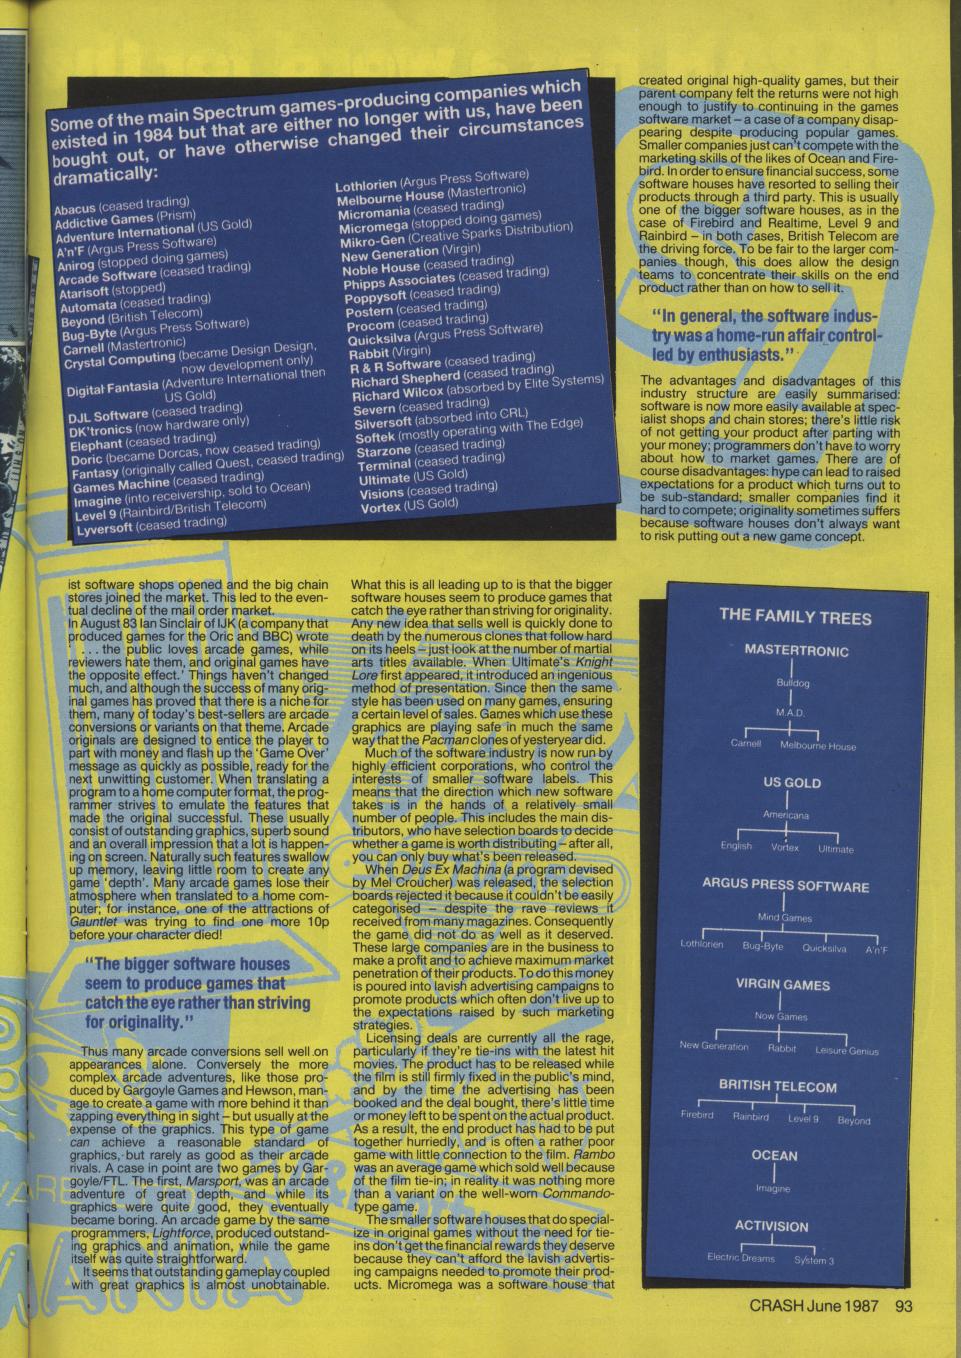 Some of the main Spectrum games-producing companies which
existed in 1984 but that are either no longer with us, have been
bought out, or have otherwise changed their circumstances
dramatically:
Abacus (ceased trading)
Addictive Games (Prism)
Adventure International (US Gold)
A'n'F (Argus Press Software)
Anirog (stopped doing games)
Arcade Software (ceased trading)
Atarisoft (stopped)
Automata (ceased trading)
Beyond (British Telecom)
Bug-Byte (Argus Press Software)
Carnell (Mastertronic)
Crystal Computing (became Design Design,
now development only)
Digital Fantasia (Adventure International then
US Gold)
DJL Software (ceased trading)
DK'tronics (now hardware only)
Elephant (ceased trading)
Doric (became Dorcas, now ceased trading)
Fantasy (originally called Quest, ceased trading)
Games Machine (ceased trading)
Imagine (into receivership, sold to Ocean)
Level 9 (Rainbird/British Telecom)
Lyversoft (ceased trading)
Lothlorien (Argus Press Software)
Melbourne House (Mastertronic)
Micromania (ceased trading)
Micromega (stopped doing games)
Mikro-Gen (Creative Sparks Distribution)
New Generation (Virgin)
Noble House (ceased trading)
Phipps Associates (ceased trading)
Poppysoft (ceased trading)
Postern (ceased trading)
Procom (ceased trading)
Quicksilva (Argus Press Software)
Rabbit (Virgin)
R & R Software (ceased trading)
Richard Shepherd (ceased trading)
Richard Wilcox (absorbed by Elite Systems)
Severn (ceased trading)
Silversoft (absorbed into CRL)
Softek (mostly operating with The Edge)
Starzone (ceased trading)
Terminal (ceased trading)
Ultimate (US Gold)
Visions (ceased trading)
Vortex (US Gold)
ist software shops opened and the big chain
stores joined the market. This led to the even-
tual decline of the mail order market.
In August 83 Ian Sinclair of IJK (a company that
produced games for the Oric and BBC) wrote
' . . . the public loves arcade games, while
reviewers hate them, and original games have
the opposite effect.' Things haven't changed
much, and although the success of many orig-
inal games has proved that there is a niche for
them, many of today's best-sellers are arcade
conversions or variants on that theme. Arcade
originals are designed to entice the player to
part with money and flash up the 'Game Over'
message as quickly as possible, ready for the
next unwitting customer. When translating a
program to a home computer format, the prog-
rammer strives to emulate the features that
made the original successful. These usually
consist of outstanding graphics, superb sound
and an overall impression that a lot is happen-
ing on screen. Naturally such features swallow
up memory, leaving little room to create any
game 'depth'. Many arcade games lose their
atmosphere when translated to a home com-
puter; for instance, one of the attractions of
Gauntlet was trying to find one more 10p
before your character died!
"The bigger software houses
seem to produce games that
catch the eye rather than striving
for originality."
Thus many arcade conversions sell well on
appearances alone. Conversely the more
complex arcade adventures, like those pro-
duced by Gargoyle Games and Hewson, man-
age to create a game with more behind it than
zapping everything in sight – but usually at the
expense of the graphics. This type of game
can achieve a reasonable standard of
graphics, but rarely as good as their arcade
rivals. A case in point are two games by Gar-
goyle/FTL. The first, Marsport, was an arcade
adventure of great depth, and while its
graphics were quite good, they eventually
became boring. An arcade game by the same
programmers, Lightforce, produced outstand-
ing graphics and animation, while the game
itself was quite straightforward.
It seems that outstanding gameplay coupled
with great graphics is almost unobtainable.
What this is all leading up to is that the bigger
software houses seem to produce games that
catch the eye rather than striving for originality.
Any new idea that sells well is quickly done to
death by the numerous clones that follow hard
on its heels – just look at the number of martial
arts titles available. When Ultimate's Knight
Lore first appeared, it introduced an ingenious
method of presentation. Since then the same
style has been used on many games, ensuring
a certain level of sales. Games which use these
graphics are playing safe in much the same
way that the Pacman clones of yesteryear did.
Much of the software industry is now run by
highly efficient corporations, who control the
interests of smaller software labels. This
means that the direction which new software
takes is in the hands of a relatively small
number of people. This includes the main dis-
tributors, who have selection boards to decide
whether a game is worth distributing – after all,
you can only buy what's been released.
When Deus Ex Machina (a program devised
by Mel Croucher) was released, the selection
boards rejected it because it couldn't be easily
categorised – despite the rave reviews it
received from many magazines. Consequently
the game did not do as well as it deserved.
These large companies are in the business to
make a profit and to achieve maximum market
penetration of their products. To do this money
is poured into lavish advertising campaigns to
promote products which often don't live up to
the expectations raised by such marketing
strategies.
Licensing deals are currently all the rage,
particularly if they're tie-ins with the latest hit
movies. The product has to be released while
the film is still firmly fixed in the public's mind,
and by the time the advertising has been
booked and the deal bought, there's little time
or money left to be spent on the actual product.
As a result, the end product has had to be put
together hurriedly, and is often a rather poor
game with little connection to the film. Rambo
was an average game which sold well because
of the film tie-in; in reality it was nothing more
than a variant on the well-worn Commando-
type game.
The smaller software houses that do special-
ize in original games without the need for tie-
ins don't get the financial rewards they deserve
because they can't afford the lavish advertis-
ing campaigns needed to promote their prod-
ucts. Micromega was a software house that
created original high-quality games, but their
parent company felt the returns were not high
enough to justify to continuing in the games
software market – a case of a company disap-
pearing despite producing popular games.
Smaller companies just can't compete with the
marketing skills of the likes of Ocean and Fire-
bird. In order to ensure financial success, some
software houses have resorted to selling their
products through a third party. This is usually
one of the bigger software houses, as in the
case of Firebird and Realtime, Level 9 and
Rainbird – in both cases, British Telecom are
the driving force. To be fair to the larger com-
panies though, this does allow the design
teams to concentrate their skills on the end
product rather than on how to sell it.
"In general, the software indus-
try was a home-run affair control-
led by enthusiasts."
The advantages and disadvantages of this
industry structure are easily summarised:
software is now more easily available at spec-
ialist shops and chain stores; there's little risk
of not getting your product after parting with
your money; programmers don't have to worry
about how to market games. There are of
course disadvantages: hype can lead to raised
expectations for a product which turns out to
be sub-standard; smaller companies find it
hard to compete; originality sometimes suffers
because software houses don't always want
to risk putting out a new game concept.
THE FAMILY TREES
MASTERTRONIC
Bulldog
M.A.D.
Carnell Melbourne House
US GOLD
Americana
English Vortex Ultimate
ARGUS PRESS SOFTWARE
Mind Games
Lothlorien Bug-Byte Quicksilva A'n'F
VIRGIN GAMES
Now Games
New Generation Rabbit Leisure Genius
BRITISH TELECOM
Firebird Rainbird Level 9 Beyond
OCEAN
Imagine
ACTIVISION
Electric Dreams System 3
CRASH June 1987 93